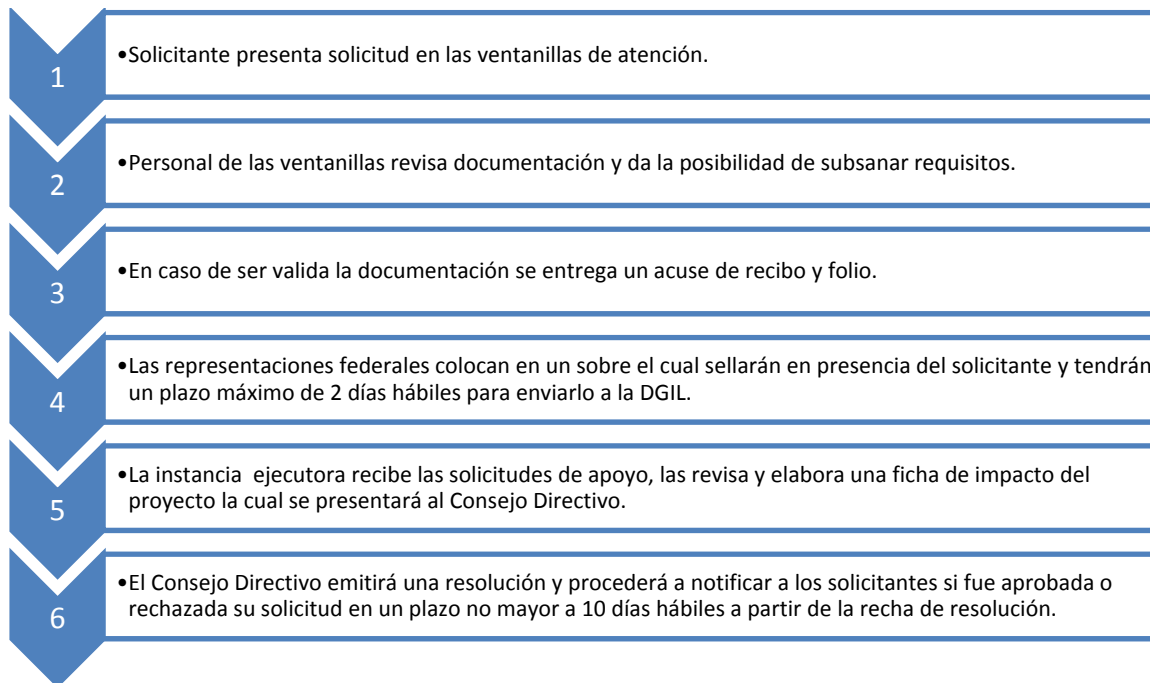 1
•Solicitante presenta solicitud en las ventanillas de atención.
2
•Personal de las ventanillas revisa documentación y da la posibilidad de subsanar requisitos.
3
•En caso de ser valida la documentación se entrega un acuse de recibo y folio.
4
•Las representaciones federales colocan en un sobre el cual sellarán en presencia del solicitante y tendrán
un plazo máximo de 2 días hábiles para enviarlo a la DGIL.
5
•La instancia  ejecutora recibe las solicitudes de apoyo, las revisa y elabora una ficha de impacto del
proyecto la cual se presentará al Consejo Directivo.
6
•El Consejo Directivo emitirá una resolución y procederá a notificar a los solicitantes si fue aprobada o
rechazada su solicitud en un plazo no mayor a 10 días hábiles a partir de la recha de resolución.